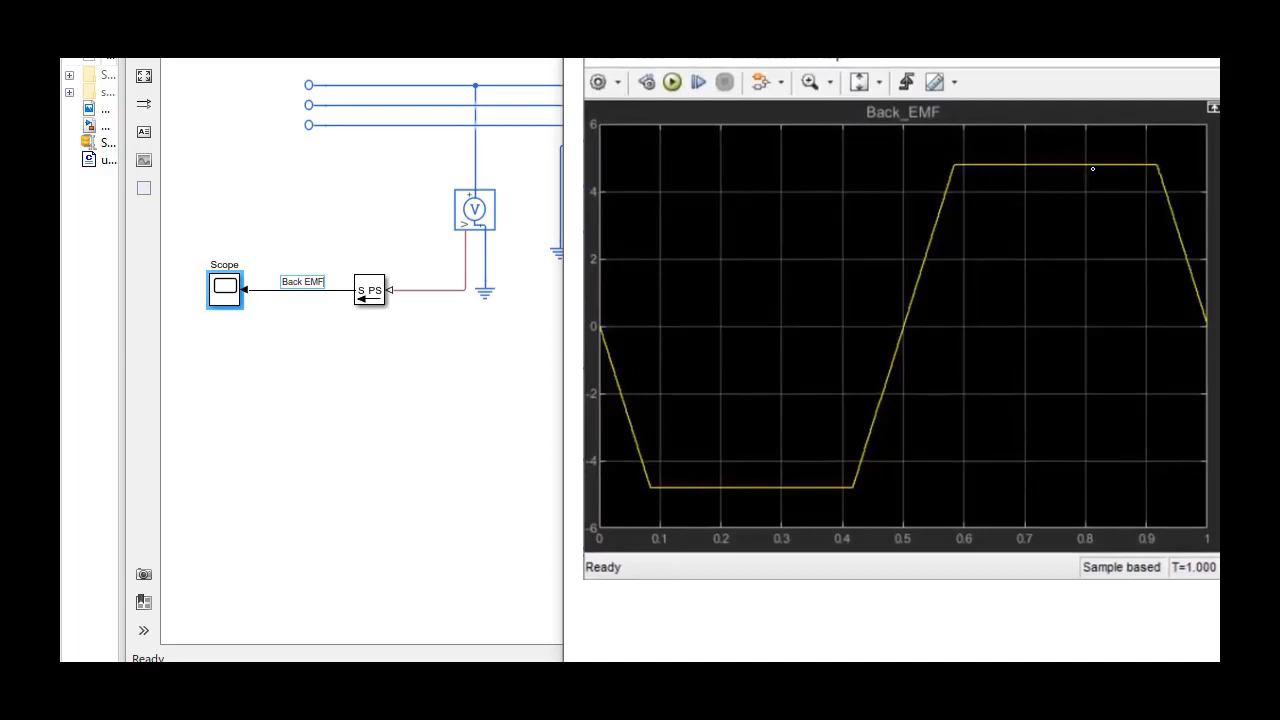 S...
s...
...
...
S...
u...
Scope
Back EMF
S PS
+
V
Back_EMF
6
4
2
0
-2
-4
-6
0 0.1 0.2 0.3 0.4 0.5 0.6 0.7 0.8 0.9 1
Ready
Ready Sample based T=1.000